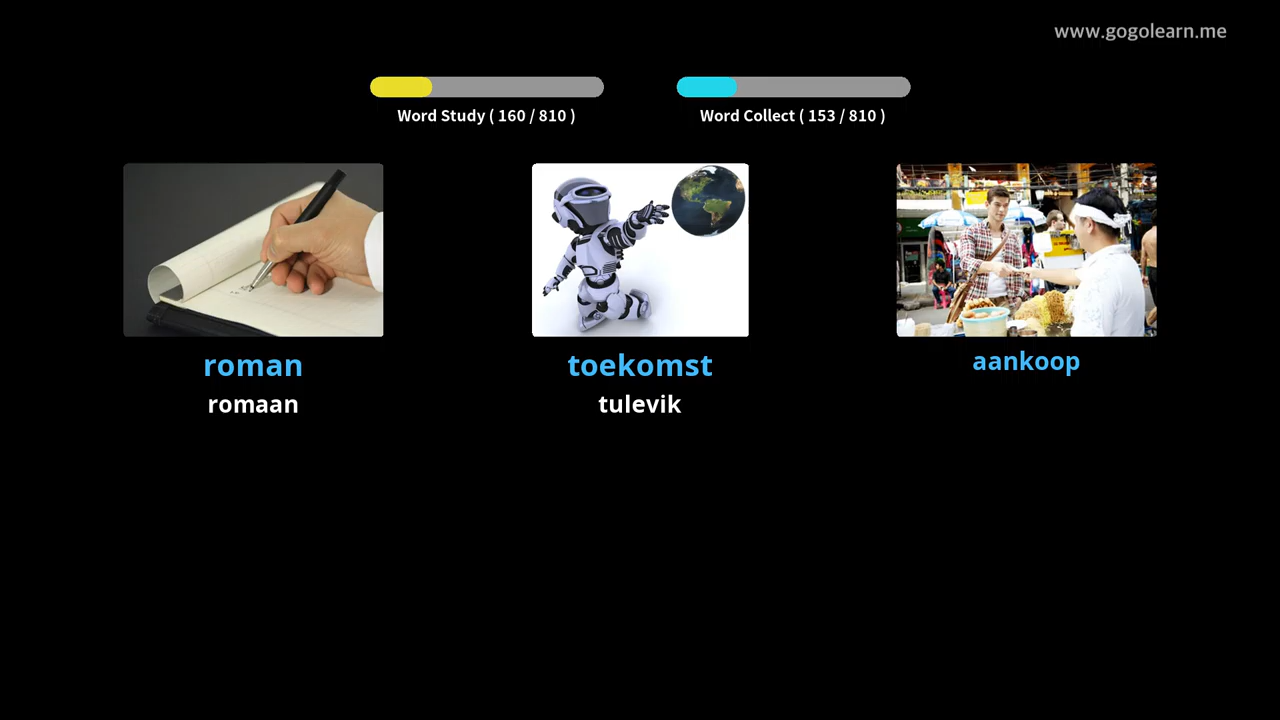 www.gogolearn.me
Word Study ( 160 / 810 )
Word Collect ( 153 / 810 )
roman
toekomst
aankoop
romaan
tulevik